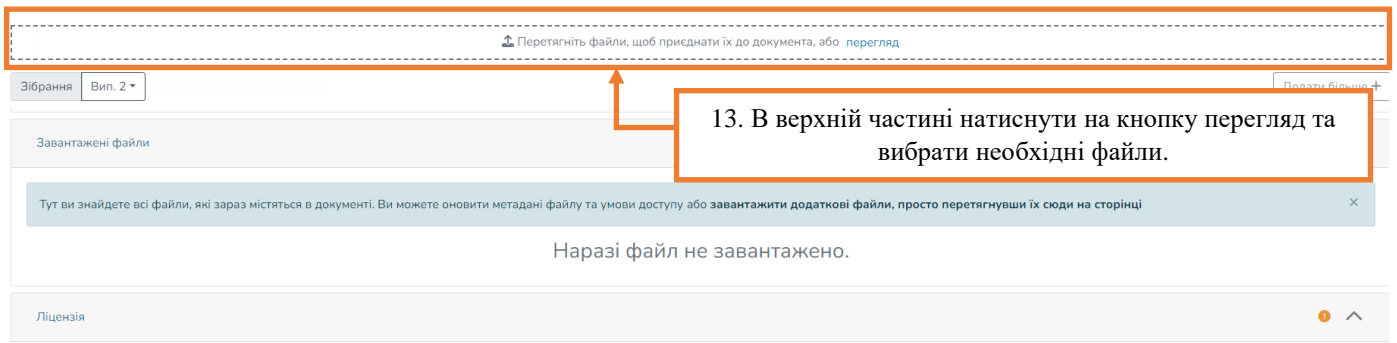 Перетягніть файли, щоб приєднати їх до документа, або перегляд
Зібрання Вип. 2
Додати більше +
13. В верхній частині натиснути на кнопку перегляд та
вибрати необхідні файли.
Завантажені файли
Тут ви знайдете всі файли, які зараз містяться в документі. Ви можете оновити метадані файлу та умови доступу або завантажити додаткові файли, просто перетягнувши їх сюди на сторінці
Наразі файл не завантажено.
Ліцензія